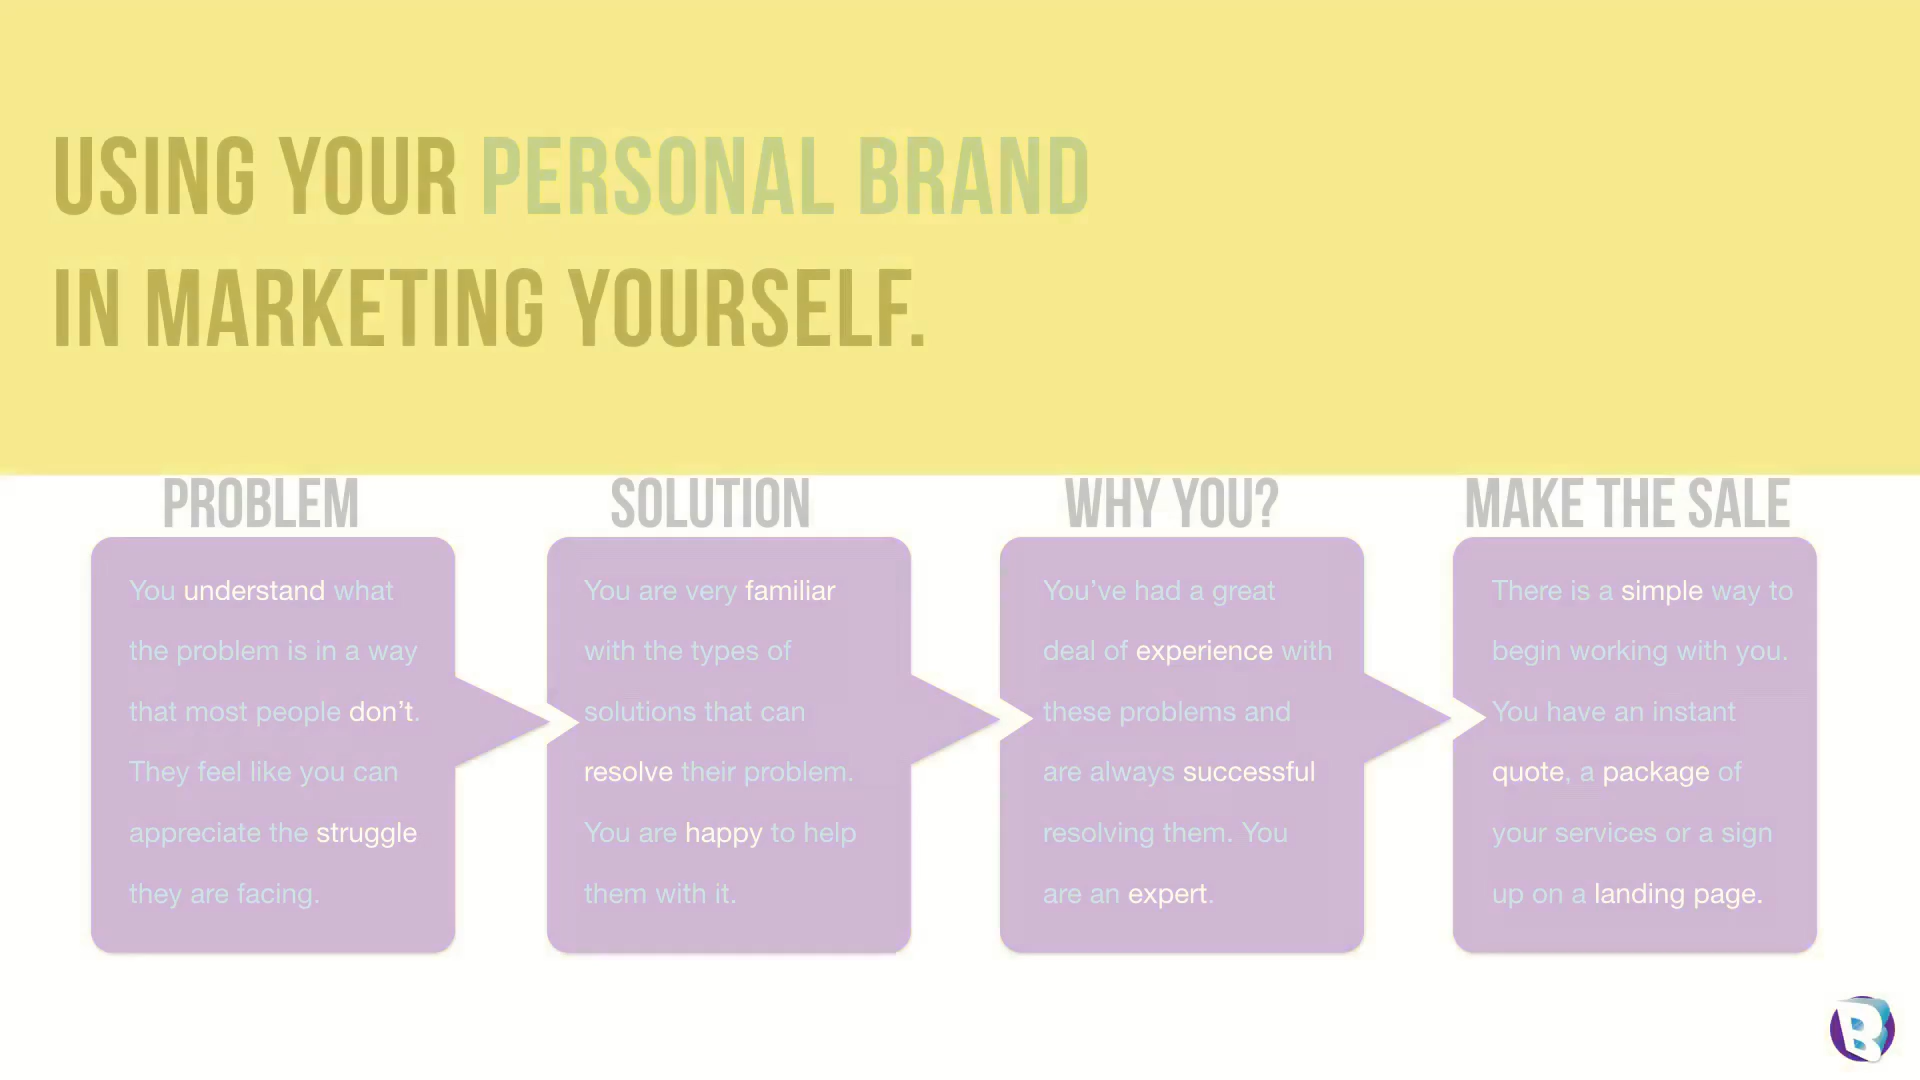 USING YOUR PERSONAL BRAND
IN MARKETING YOURSELF.
PROBLEM
You understand what
the problem is in a way
that most people don’t.
They feel like you can
appreciate the struggle
they are facing.
SOLUTION
You are very familiar
with the types of
solutions that can
resolve their problem.
You are happy to help
them with it.
WHY YOU?
You’ve had a great
deal of experience with
these problems and
are always successful
resolving them. You
are an expert.
MAKE THE SALE
There is a simple way to
begin working with you.
You have an instant
quote, a package of
your services or a sign
up on a landing page.
B